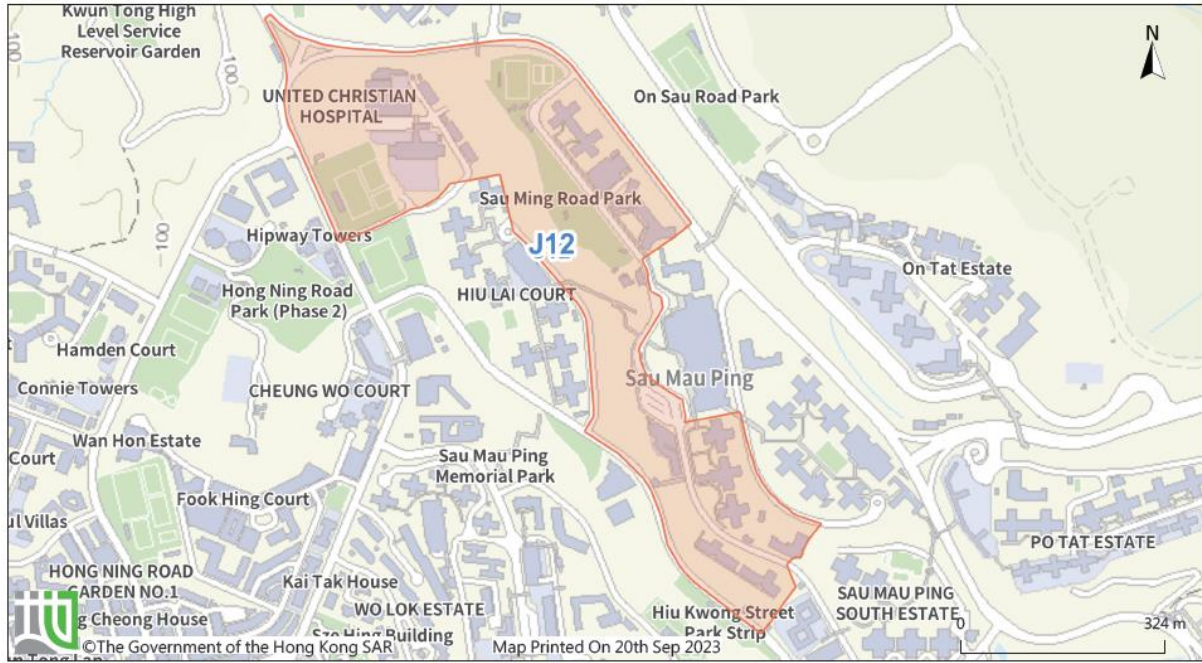 Kwun Tong High
Level Service
Reservoir Garden
100
100
N
UNITED CHRISTIAN
HOSPITAL
On Sau Road Park
Sau Ming Road Park
100
Hipway Towers
J12
On Tat Estate
Hong Ning Road
Park (Phase 2)
HIU LAI COURT
Hamden Court
Sau Mau Ping
Connie Towers
CHEUNG WO COURT
Wan Hon Estate
Court
Sau Mau Ping
Memorial Park
Fook Hing Court
ul Villas
PO TAT ESTATE
HONG NING ROAD
GARDEN NO.1
Kai Tak House
WO LOK ESTATE
SAU MAU PING
SOUTH ESTATE
Hiu Kwong Street
Park Strip
g Cheong House
Sze Hing Building
0
324 m
©The Government of the Hong Kong SAR
Map Printed On 20th Sep 2023